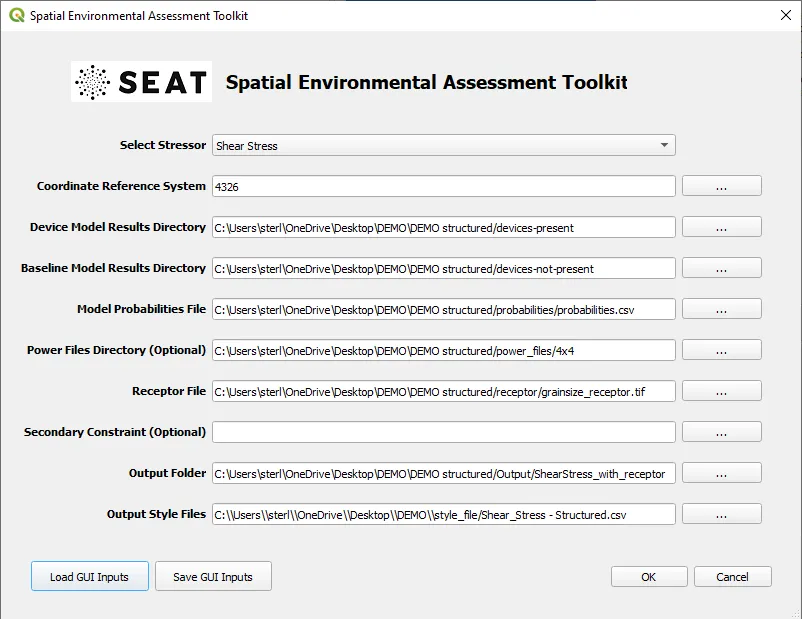 Spatial Environmental Assessment Toolkit
SEAT Spatial Environmental Assessment Toolkit
Select Stressor Shear Stress
Coordinate Reference System 4326 ...
Device Model Results Directory C:\Users\sterl\OneDrive\Desktop\DEMO\DEMO structured/devices-present ...
Baseline Model Results Directory C:\Users\sterl\OneDrive\Desktop\DEMO\DEMO structured/devices-not-present ...
Model Probabilities File C:\Users\sterl\OneDrive\Desktop\DEMO\DEMO structured/probabilities/probabilities.csv ...
Power Files Directory (Optional) C:\Users\sterl\OneDrive\Desktop\DEMO\DEMO structured/power_files/4x4 ...
Receptor File C:\Users\sterl\OneDrive\Desktop\DEMO\DEMO structured/receptor/grainsize_receptor.tif ...
Secondary Constraint (Optional) ...
Output Folder C:\Users\sterl\OneDrive\Desktop\DEMO\DEMO structured/Output/ShearStress_with_receptor ...
Output Style Files C:\\Users\\sterl\\OneDrive\\Desktop\\DEMO\\style_file/Shear_Stress - Structured.csv ...
Load GUI Inputs Save GUI Inputs OK Cancel